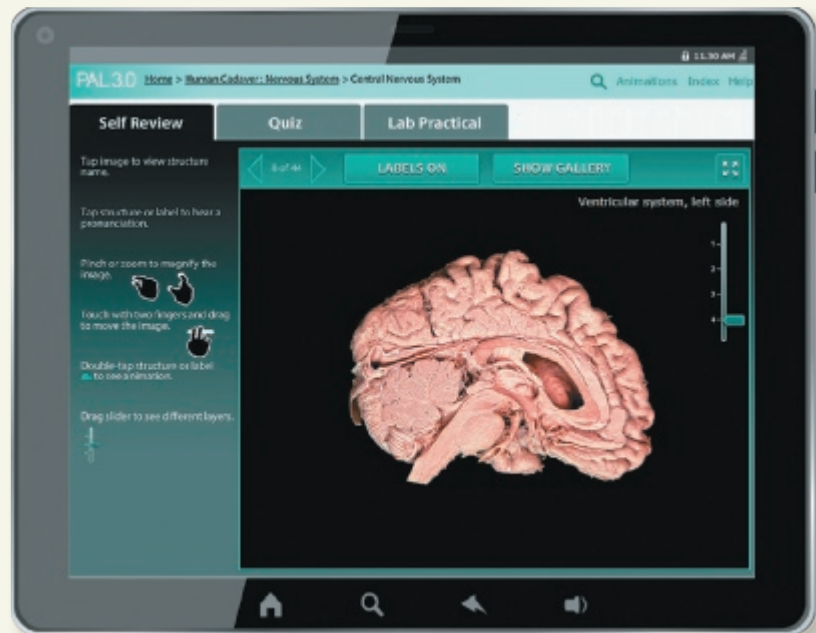 11.30 AM
PAL 3.0 Home > Human Cadaver: Nervous System > Central Nervous System
Animations Index Help
Self Review Quiz Lab Practical
Tap image to view structure
name.
8 of 44 LABELS ON SHOW GALLERY
Ventricular system, left side
Tap structure or label to hear a
pronunciation.
Pinch or zoom to magnify the
image.
Touch with two fingers and drag
to move the image.
Double-tap structure or label
to see animation.
Drag slider to see different layers.
1
2
3
4